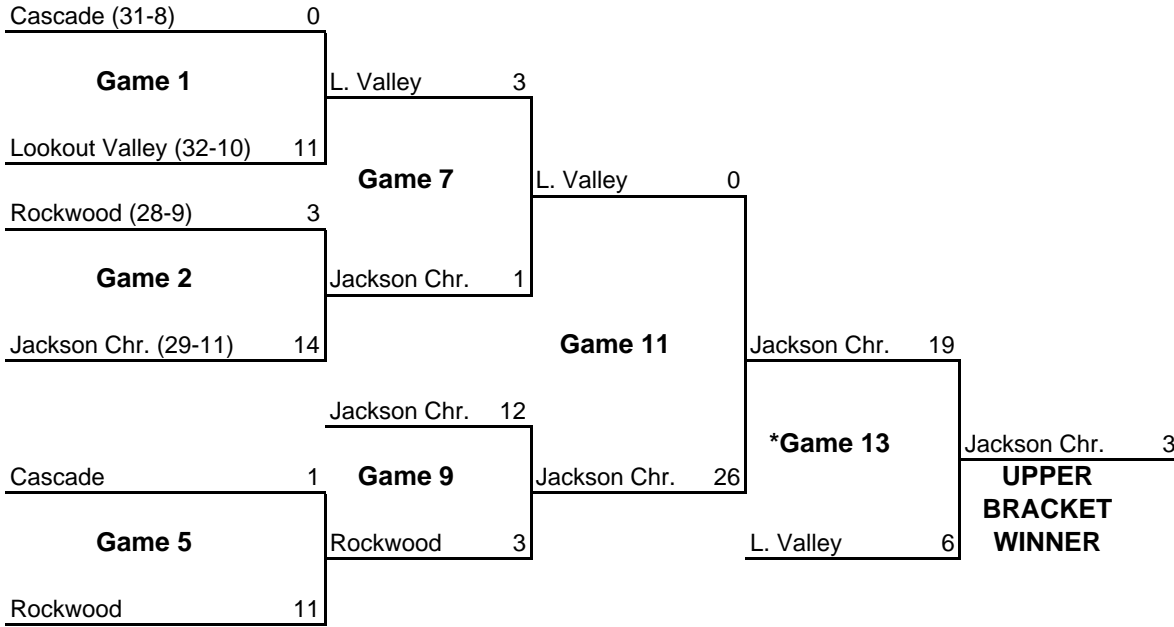 Cascade (31-8) 0
Game 1
L. Valley 3
Lookout Valley (32-10) 11
Game 7
L. Valley 0
Rockwood (28-9) 3
Game 2
Jackson Chr. 1
Jackson Chr. (29-11) 14
Game 11
Jackson Chr. 19
Jackson Chr. 12
*Game 13
Jackson Chr. 3
Cascade 1
Game 9
Jackson Chr. 26
UPPER
BRACKET
WINNER
Game 5
Rockwood 3
L. Valley 6
Rockwood 11